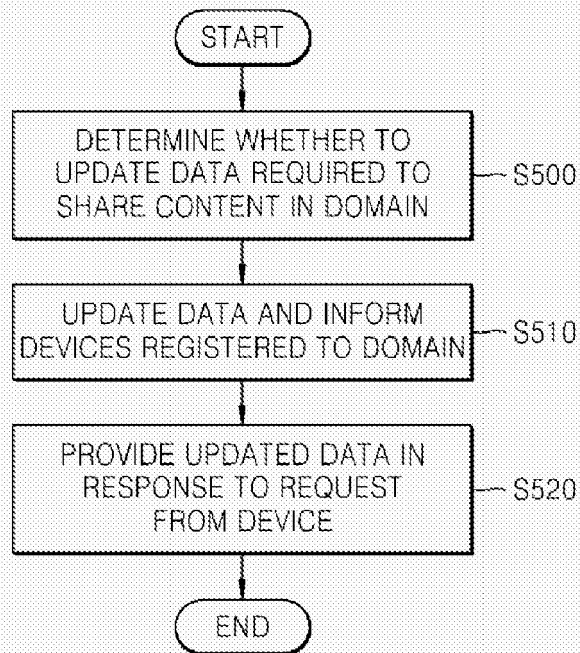 START
DETERMINE WHETHER TO
UPDATE DATA REQUIRED TO
SHARE CONTENT IN DOMAIN
S500
UPDATE DATA AND INFORM
DEVICES REGISTERED TO DOMAIN
S510
PROVIDE UPDATED DATA IN
RESPONSE TO REQUEST
FROM DEVICE
S520
END